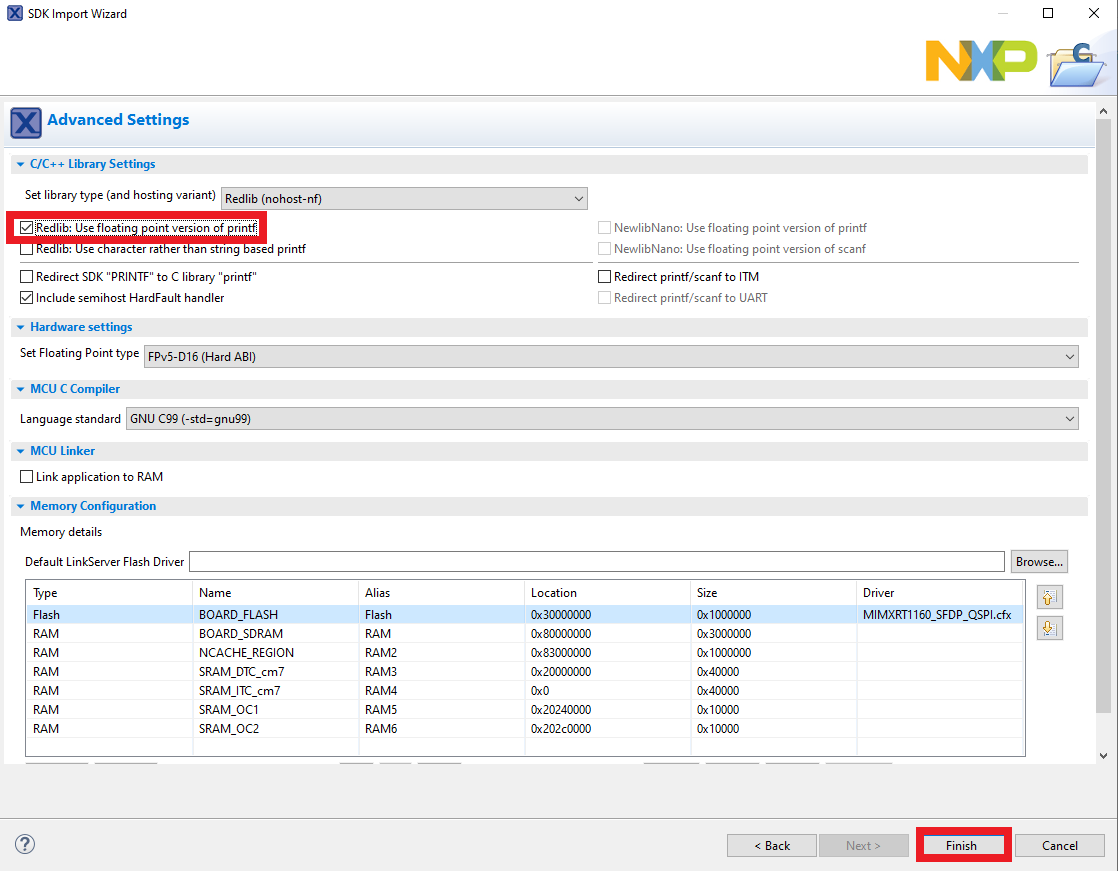 SDK Import Wizard
NXP
C
Advanced Settings
C/C++ Library Settings
Set library type (and hosting variant) Redlib (nohost-nf)
Redlib: Use floating point version of printf NewlibNano: Use floating point version of printf
Redlib: Use character rather than string based printf NewlibNano: Use floating point version of scanf
Redirect SDK "PRINTF" to C library "printf" Redirect printf/scanf to ITM
Include semihost HardFault handler Redirect printf/scanf to UART
Hardware settings
Set Floating Point type FPv5-D16 (Hard ABI)
MCU C Compiler
Language standard GNU C99 (-std=gnu99)
MCU Linker
Link application to RAM
Memory Configuration
Memory details
Default LinkServer Flash Driver Browse...
Type Name Alias Location Size Driver
Flash BOARD_FLASH Flash 0x30000000 0x1000000 MIMXRT1160_SFDP_QSPI.cfx
RAM BOARD_SDRAM RAM 0x80000000 0x3000000
RAM NCACHE_REGION RAM2 0x83000000 0x1000000
RAM SRAM_DTC_cm7 RAM3 0x20000000 0x40000
RAM SRAM_ITC_cm7 RAM4 0x0 0x40000
RAM SRAM_OC1 RAM5 0x20240000 0x10000
RAM SRAM_OC2 RAM6 0x202c0000 0x10000
? < Back Next > Finish Cancel